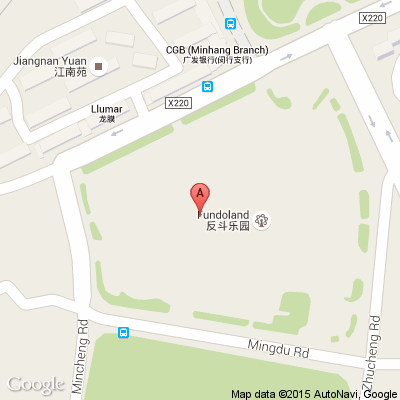 X220
CGB (Minhang Branch)
广发银行(闵行支行)
Jiangnan Yuan
江南苑
X220
Llumar
龙膜
A
Fundoland
反斗乐园
Mincheng Rd
Mingdu Rd
Zhucheng Rd
Google
Map data ©2015 AutoNavi, Google